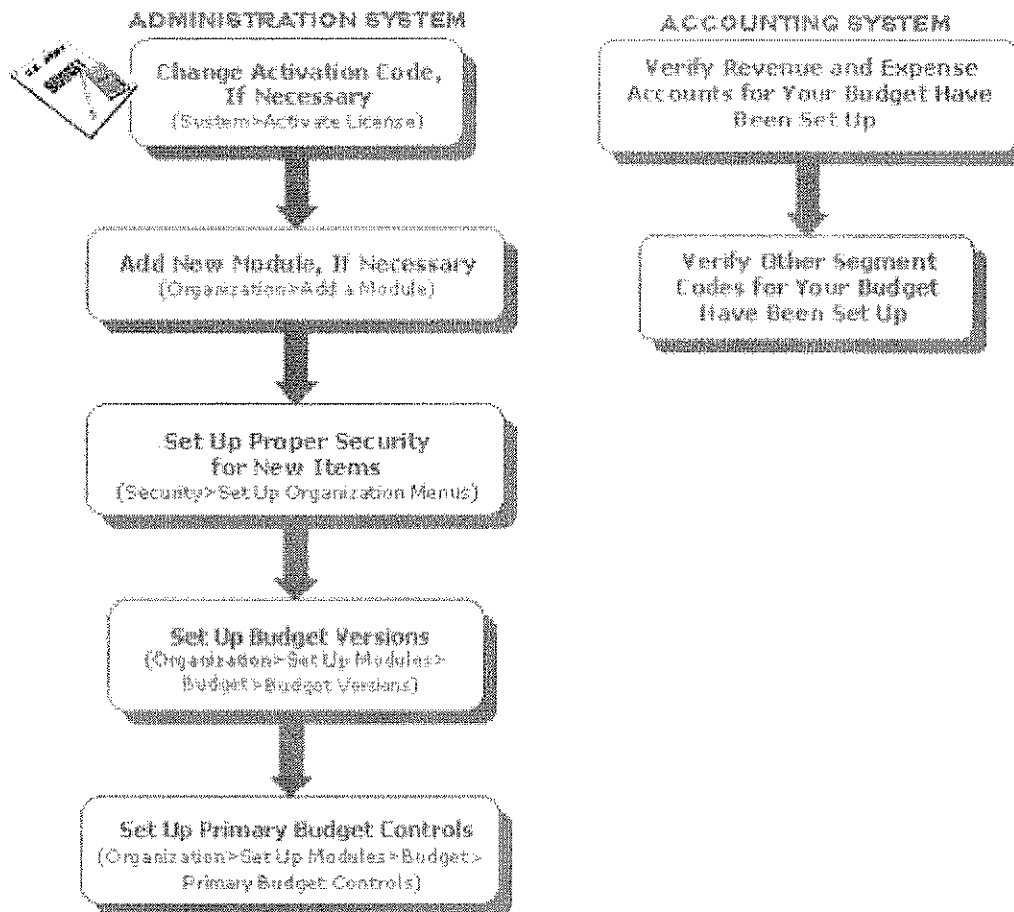 ADMINISTRATION SYSTEM
Change Activation Code,
If Necessary
(System>Activate License)
Add New Module, If Necessary
(Organization>Add a Module)
Set Up Proper Security
for New Items
(Security>Set Up Organization Menus)
Set Up Budget Versions
(Organization>Set Up Modules>
Budget>Budget Versions)
Set Up Primary Budget Controls
(Organization>Set Up Modules>Budget>
Primary Budget Controls)
ACCOUNTING SYSTEM
Verify Revenue and Expense
Accounts for Your Budget Have
Been Set Up
Verify Other Segment
Codes for Your Budget
Have Been Set Up